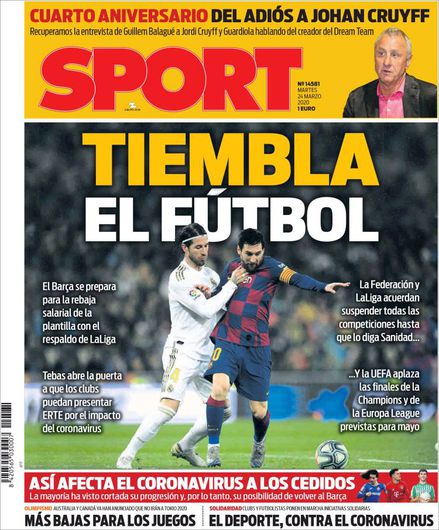 CUARTO ANIVERSARIO DEL ADIÓS A JOHAN CRUYFF
Recuperamos la entrevista de Guillem Balagué a Jordi Cruyff y Guardiola hablando del creador del Dream Team
SPORT
Nº 14581
MARTES
24 MARZO
2020
1 EURO
TIEMBLA
EL FÚTBOL
El Barça se prepara
para la rebaja
salarial de la
plantilla con el
respaldo de LaLiga
Tebas abre la puerta
a que los clubs
puedan presentar
ERTE por el impacto
del coronavirus
La Federación y
LaLiga acuerdan
suspender todas las
competiciones hasta
que lo diga Sanidad...
...Y la UEFA aplaza
las finales de la
Champions y de
la Europa League
previstas para mayo
ASÍ AFECTA EL CORONAVIRUS A LOS CEDIDOS
La mayoría ha visto cortada su progresión y, por lo tanto, su posibilidad de volver al Barça
OLIMPISMO AUSTRALIA Y CANADÁ YA HAN ANUNCIADO QUE NO IRÁN A TOKIO 2020
MÁS BAJAS PARA LOS JUEGOS
SOLIDARIDAD CLUBS Y FUTBOLISTAS PONEN EN MARCHA INICIATIVAS SOLIDARIAS
EL DEPORTE, CONTRA EL CORONAVIRUS